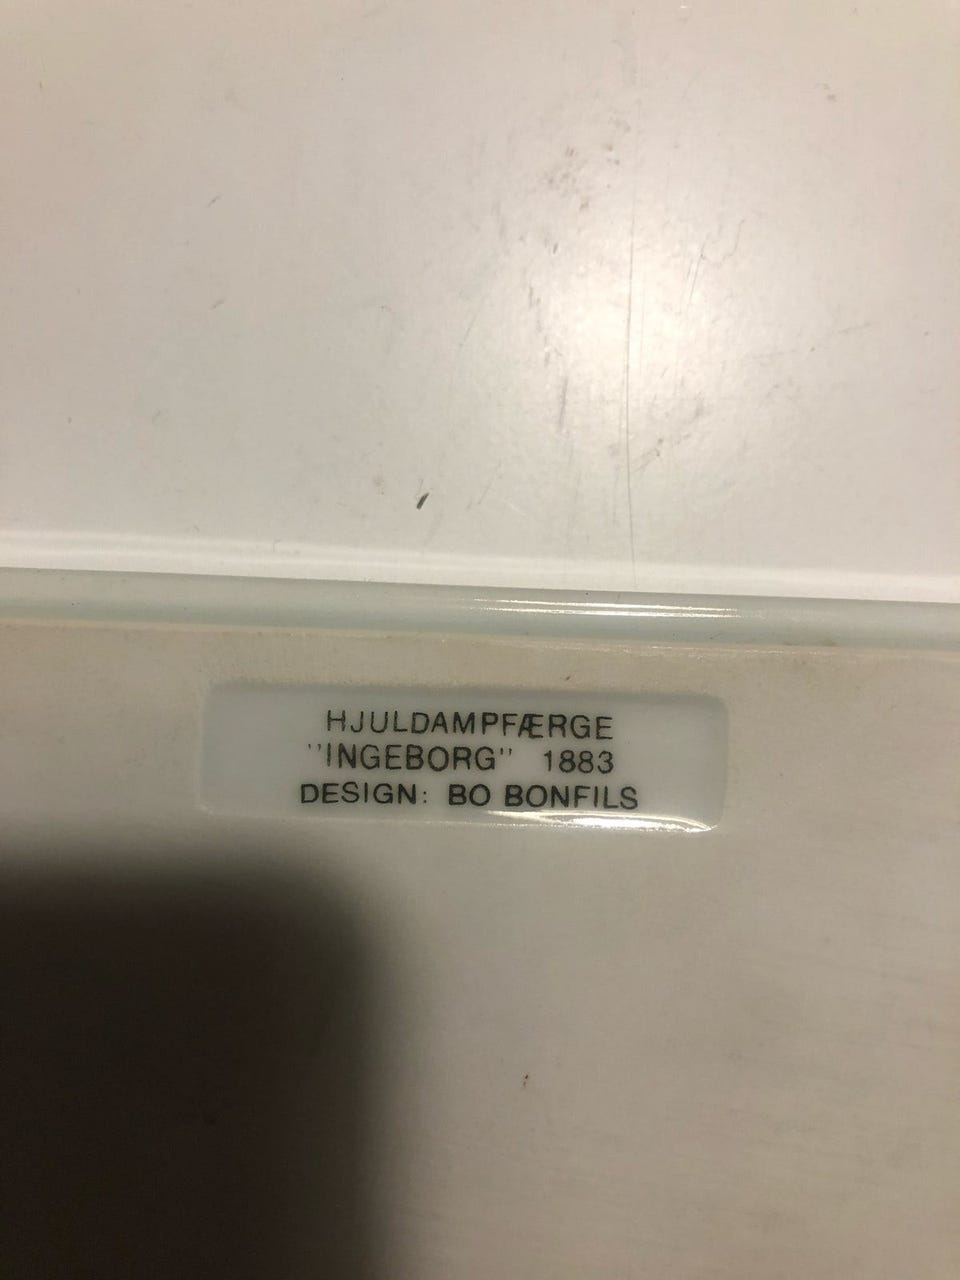 HJULDAMPFÆRGE
"INGEBORG" 1883
DESIGN: BO BONFILS